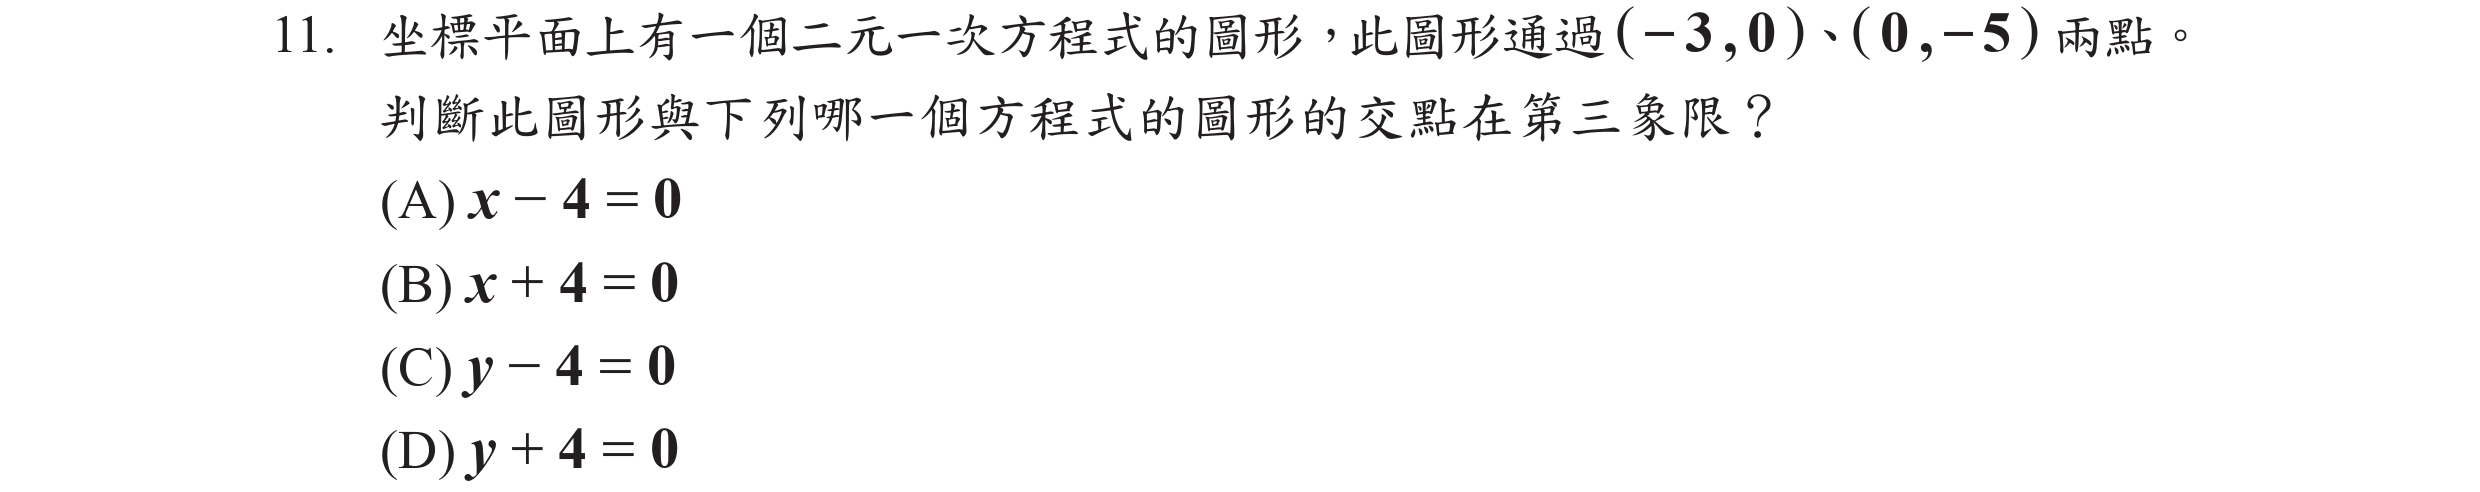 11. 坐標平面上有一個二元一次方程式的圖形，此圖形通過(－3,0)、(0,－5)兩點。
判斷此圖形與下列哪一個方程式的圖形的交點在第三象限？
(A) x－4＝0
(B) x＋4＝0
(C) y－4＝0
(D) y＋4＝0